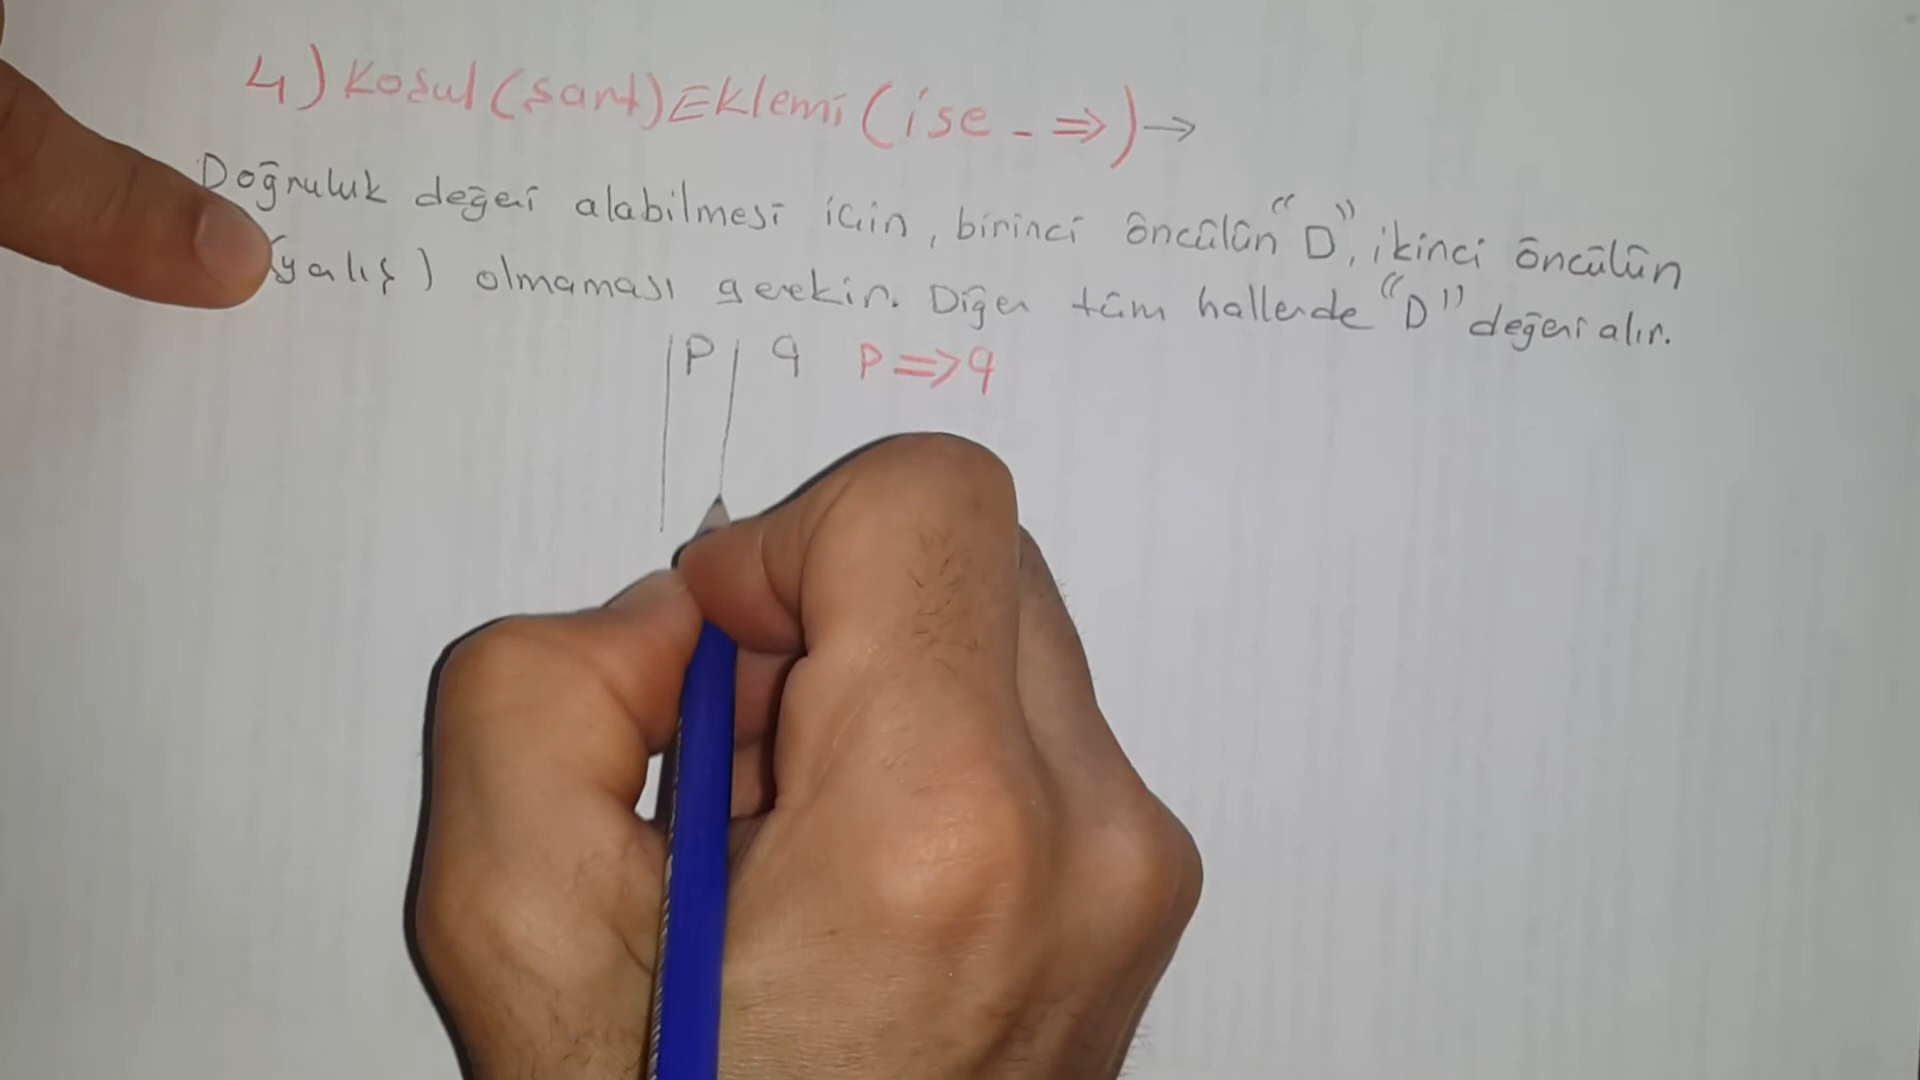 4) Koşul (şart) Eklemi (ise - ⇒) →
Doğruluk değeri alabilmesi için, birinci öncülün "D", ikinci öncülün
(yalış) olmaması gerekir. Diğer tüm hallerde "D" değeri alır.
P q P ⇒ q